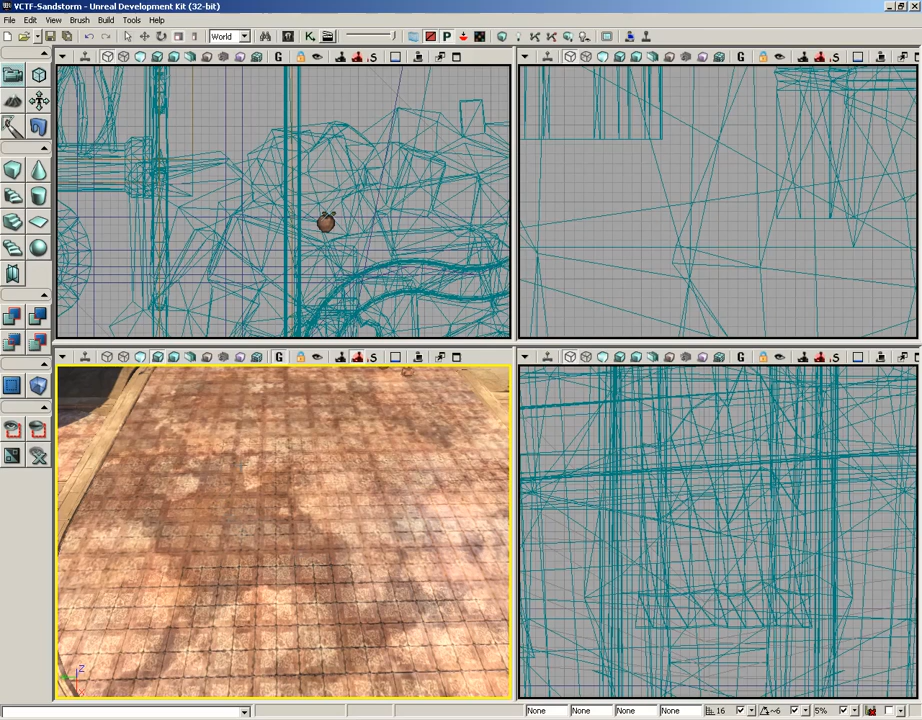 VCTF-Sandstorm - Unreal Development Kit (32-bit)
File Edit View Brush Build Tools Help
World
G
G
G
G
Z
None None None None 16 ~6 5%